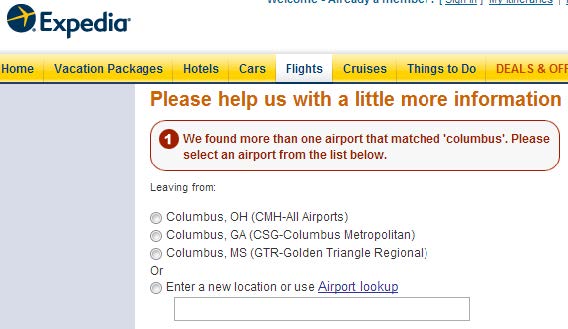 Welcome - Already a member? [ Sign in ] My Itineraries |
Expedia®
Home Vacation Packages Hotels Cars Flights Cruises Things to Do DEALS & OFF
Please help us with a little more information
1 We found more than one airport that matched 'columbus'. Please
select an airport from the list below.
Leaving from:
Columbus, OH (CMH-All Airports)
Columbus, GA (CSG-Columbus Metropolitan)
Columbus, MS (GTR-Golden Triangle Regional)
Or
Enter a new location or use Airport lookup